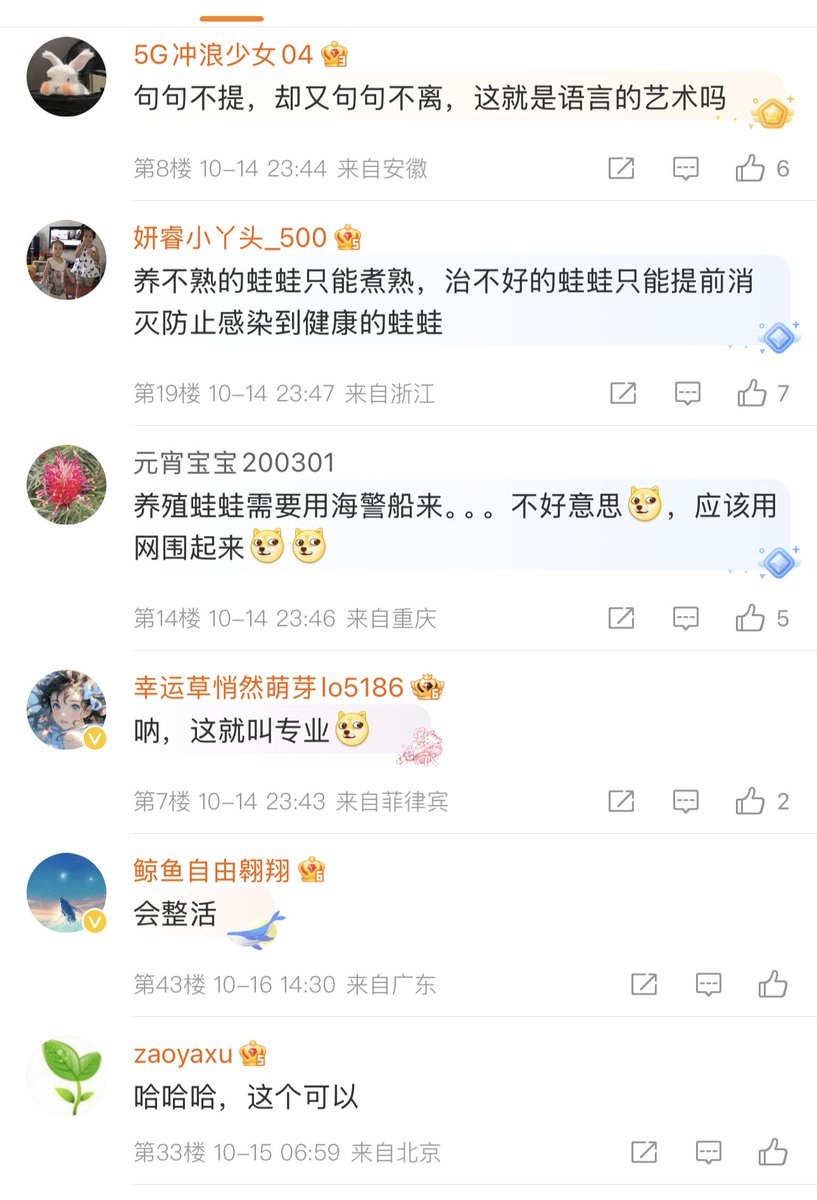 5G冲浪少女04
句句不提，却又句句不离，这就是语言的艺术吗
第8楼 10-14 23:44 来自安徽
6
妍睿小丫头_500
养不熟的蛙蛙只能煮熟，治不好的蛙蛙只能提前消
灭防止感染到健康的蛙蛙
第19楼 10-14 23:47 来自浙江
7
元宵宝宝200301
养殖蛙蛙需要用海警船来。。。不好意思，应该用
网围起来
第14楼 10-14 23:46 来自重庆
5
幸运草悄然萌芽lo5186
呐，这就叫专业
第7楼 10-14 23:43 来自菲律宾
2
鲸鱼自由翱翔
会整活
第43楼 10-16 14:30 来自广东
zaoyaxu
哈哈哈，这个可以
第33楼 10-15 06:59 来自北京